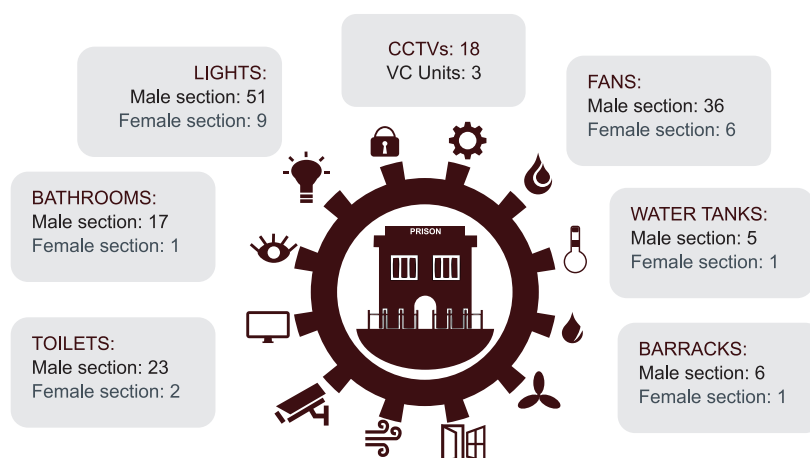 CCTVs: 18
VC Units: 3
LIGHTS:
Male section: 51
Female section: 9
FANS:
Male section: 36
Female section: 6
BATHROOMS:
Male section: 17
Female section: 1
WATER TANKS:
Male section: 5
Female section: 1
PRISON
TOILETS:
Male section: 23
Female section: 2
BARRACKS:
Male section: 6
Female section: 1